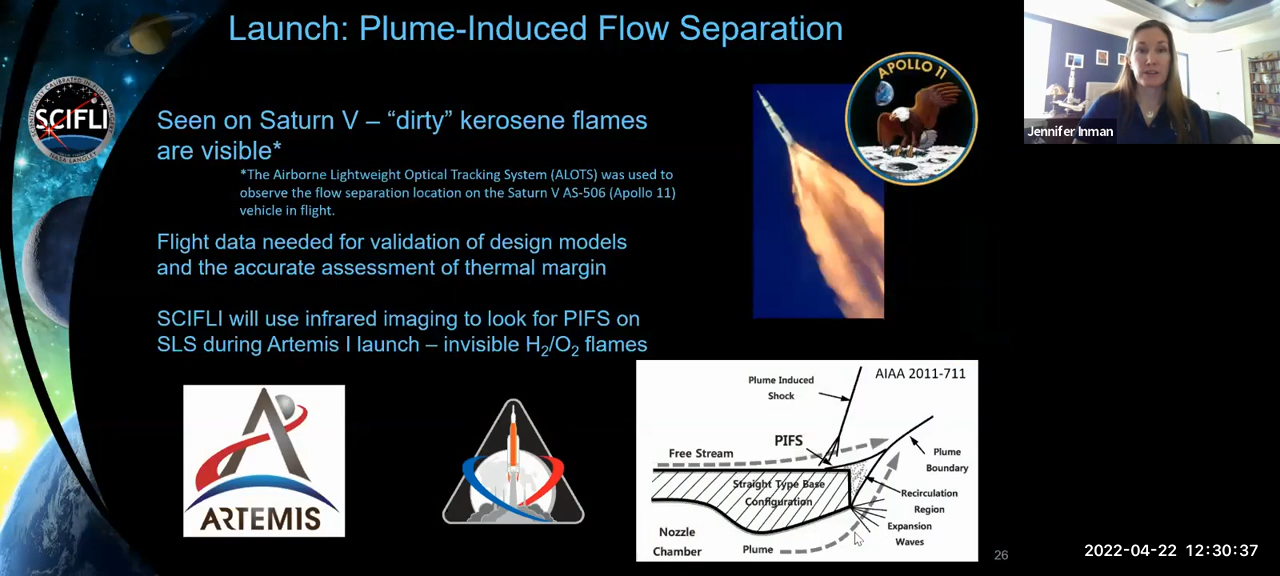 Launch: Plume-Induced Flow Separation
APOLLO 11
SCIFLI
NASA LANGLEY
Jennifer Inman
Seen on Saturn V – “dirty” kerosene flames
are visible*
*The Airborne Lightweight Optical Tracking System (ALOTS) was used to
observe the flow separation location on the Saturn V AS-506 (Apollo 11)
vehicle in flight.
Flight data needed for validation of design models
and the accurate assessment of thermal margin
SCIFLI will use infrared imaging to look for PIFS on
SLS during Artemis I launch – invisible H₂/O₂ flames
ARTEMIS
AIAA 2011-711
Plume Induced
Shock
PIFS
Free Stream
Plume
Boundary
Straight Type Base
Configuration
Recirculation
Region
Expansion
Waves
Nozzle
Chamber
Plume
26
2022-04-22 12:30:37